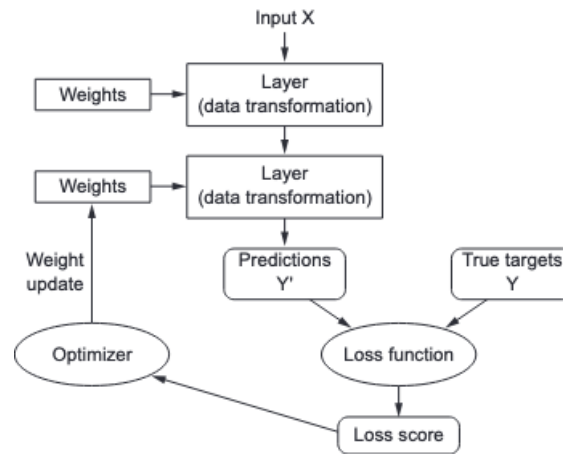 Input X
Weights
Layer
(data transformation)
Weights
Layer
(data transformation)
Weight
update
Predictions
Y'
True targets
Y
Optimizer
Loss function
Loss score